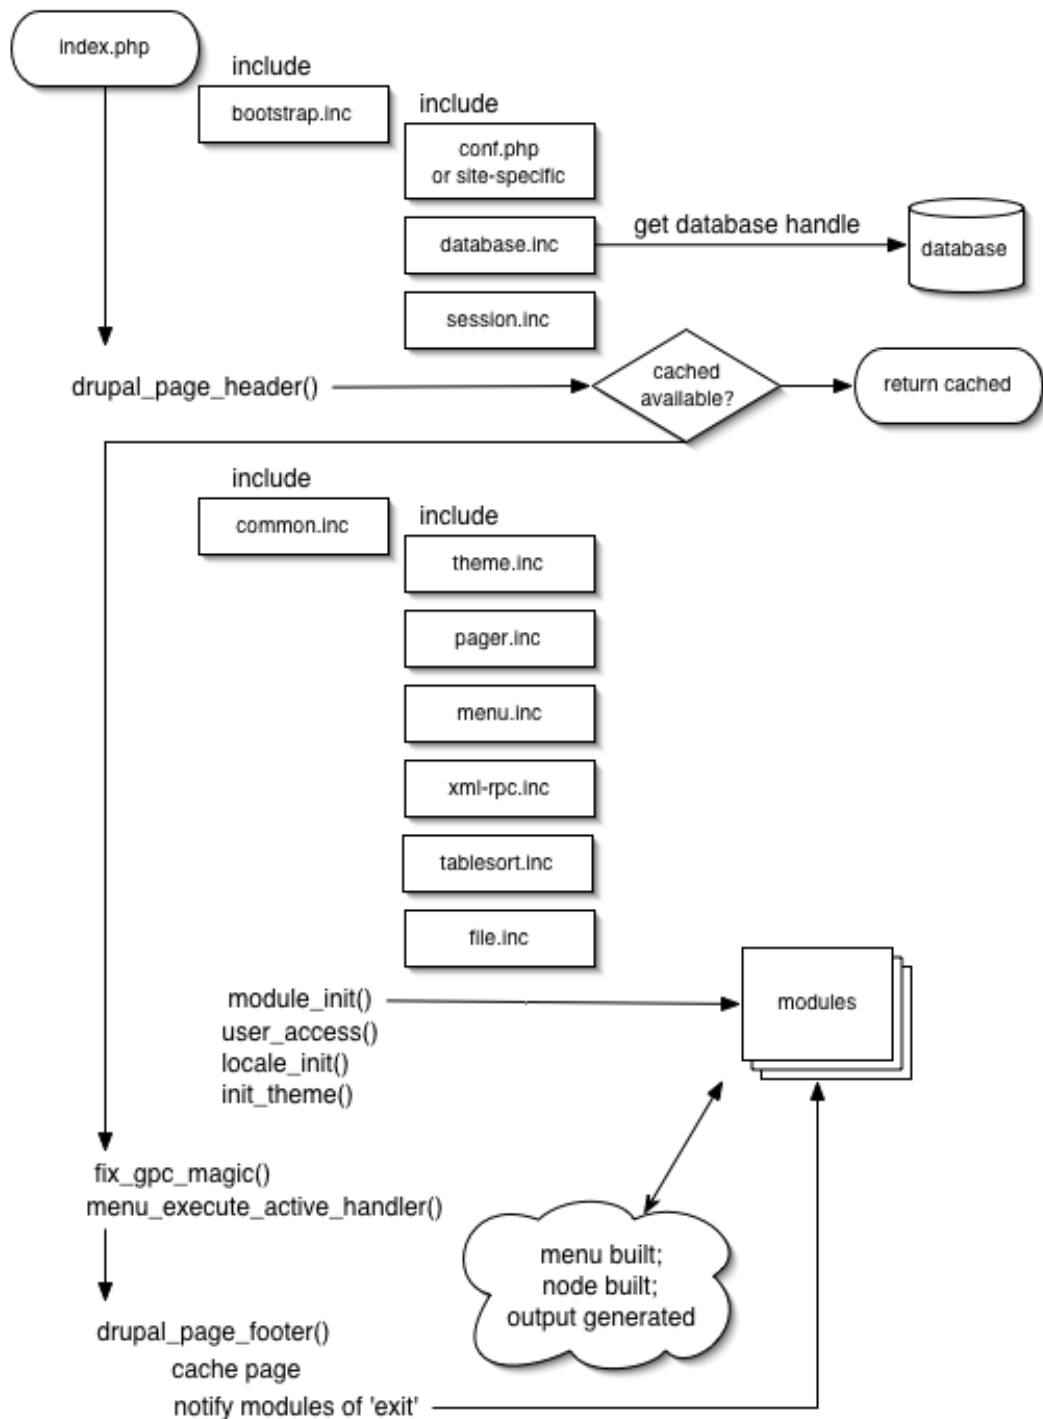 index.php
include
bootstrap.inc
include
conf.php
or site-specific
database.inc
get database handle
database
session.inc
drupal_page_header()
cached
available?
return cached
include
common.inc
include
theme.inc
pager.inc
menu.inc
xml-rpc.inc
tablesort.inc
file.inc
module_init()
modules
user_access()
locale_init()
init_theme()
fix_gpc_magic()
menu_execute_active_handler()
menu built;
node built;
output generated
drupal_page_footer()
cache page
notify modules of 'exit'